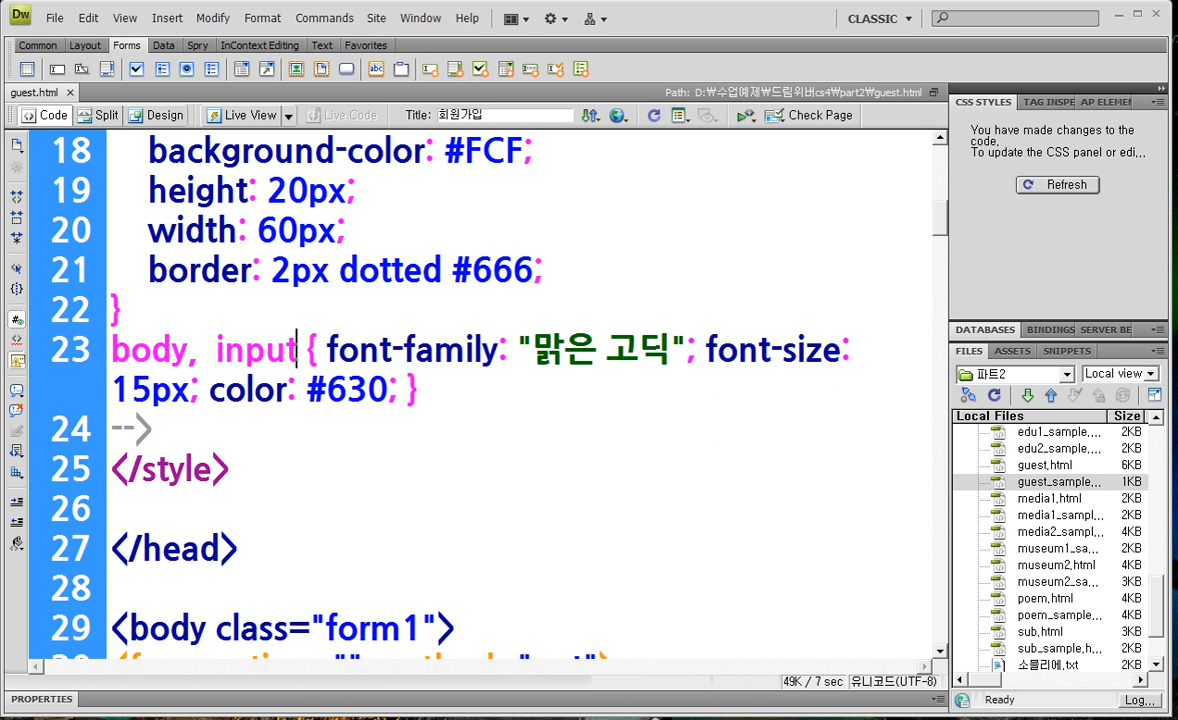 Dw File Edit View Insert Modify Format Commands Site Window Help CLASSIC
Common Layout Forms Data Spry InContext Editing Text Favorites
guest.html Path: D:￦수업예제￦드림위버cs4￦part2￦guest.html
Code Split Design Live View Live Code Title: 회원가입 Check Page
18 background-color: #FCF;
19 height: 20px;
20 width: 60px;
21 border: 2px dotted #666;
22 }
23 body, input { font-family: "맑은 고딕"; font-size:
15px; color: #630; }
24 -->
25 </style>
26
27 </head>
28
29 <body class="form1">
49K / 7 sec 유니코드(UTF-8)
PROPERTIES
CSS STYLES TAG INSPE AP ELEMEN
You have made changes to the
code,
To update the CSS panel or edi...
Refresh
DATABASES BINDINGS SERVER BE
FILES ASSETS SNIPPETS
파트2 Local view
Local Files Size
edu1_sample,... 2KB
edu2_sample,... 2KB
guest,html 6KB
guest_sample... 1KB
media1,html 2KB
media1_sampl... 2KB
media2_sampl... 4KB
museum1_sa... 2KB
museum2,html 4KB
museum2_sa... 3KB
poem,html 4KB
poem_sample... 4KB
sub,html 3KB
sub_sample,h... 2KB
소믈리에,txt 2KB
Ready Log...